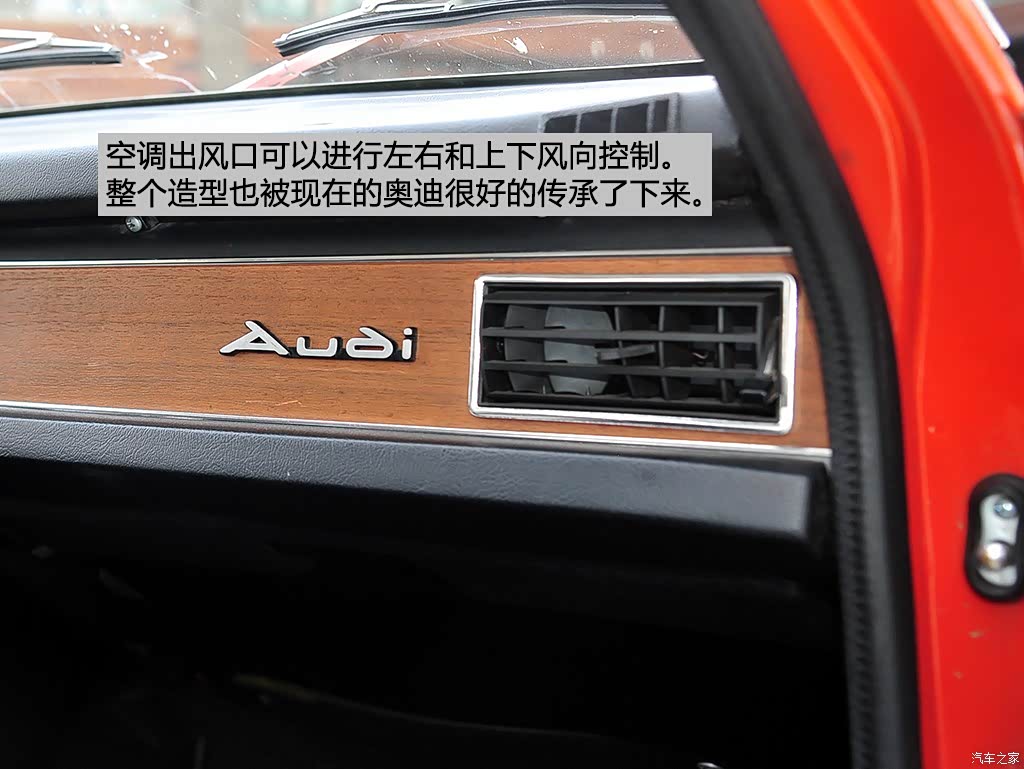 空调出风口可以进行左右和上下风向控制。
整个造型也被现在的奥迪很好的传承了下来。
Audi
汽车之家